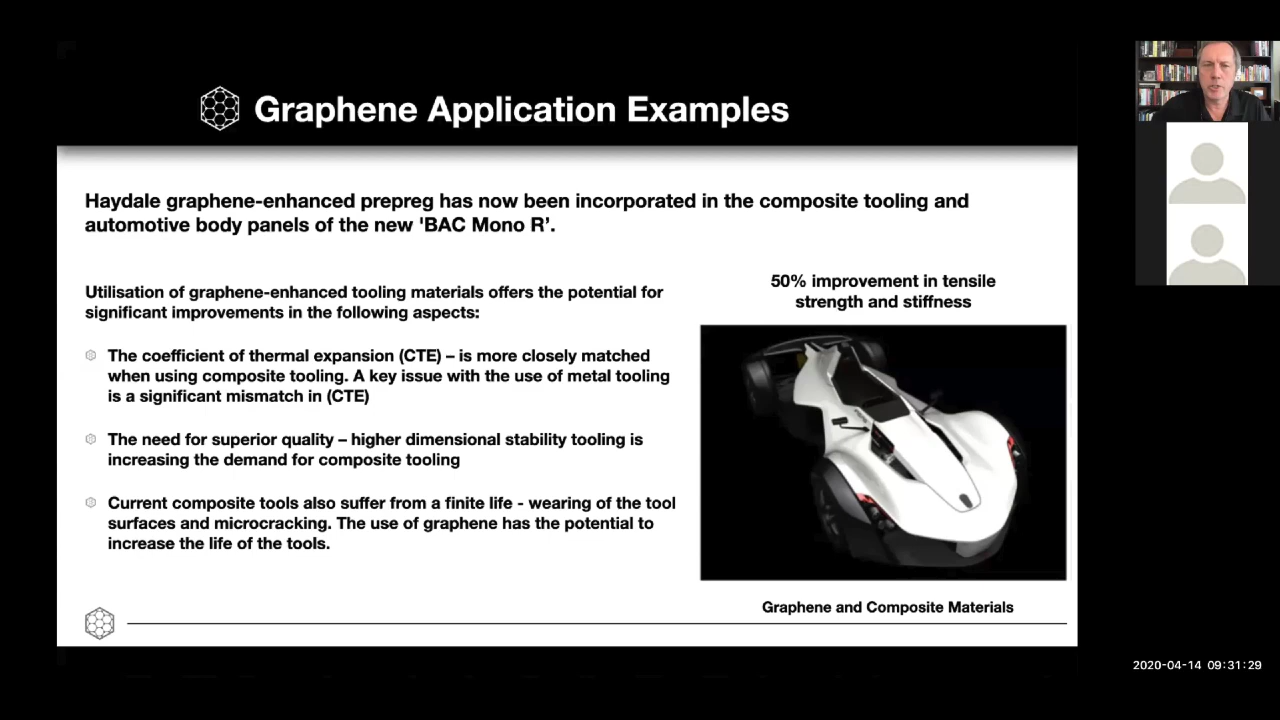 Graphene Application Examples
Haydale graphene-enhanced prepreg has now been incorporated in the composite tooling and
automotive body panels of the new 'BAC Mono R’.
Utilisation of graphene-enhanced tooling materials offers the potential for
significant improvements in the following aspects:
The coefficient of thermal expansion (CTE) – is more closely matched
when using composite tooling. A key issue with the use of metal tooling
is a significant mismatch in (CTE)
The need for superior quality – higher dimensional stability tooling is
increasing the demand for composite tooling
Current composite tools also suffer from a finite life - wearing of the tool
surfaces and microcracking. The use of graphene has the potential to
increase the life of the tools.
50% improvement in tensile
strength and stiffness
Graphene and Composite Materials
2020-04-14 09:31:29